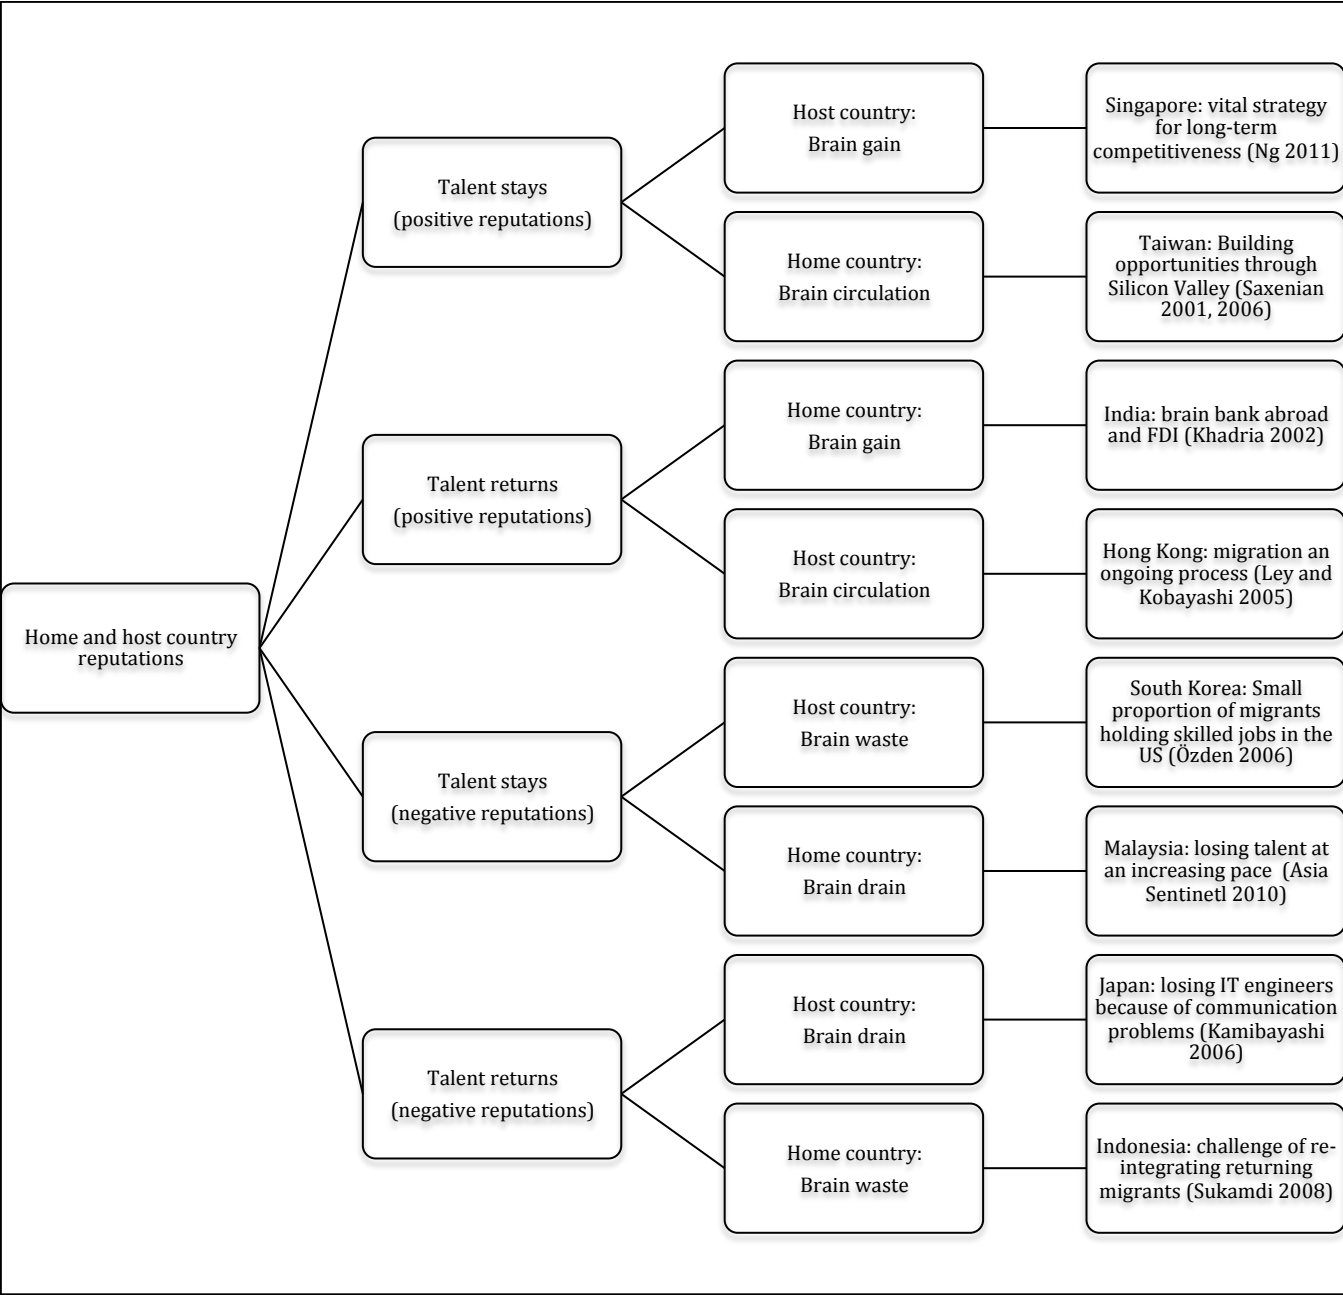 Home and host country
reputations
Talent stays
(positive reputations)
Host country:
Brain gain
Singapore: vital strategy
for long-term
competitiveness (Ng 2011)
Home country:
Brain circulation
Taiwan: Building
opportunities through
Silicon Valley (Saxenian
2001, 2006)
Talent returns
(positive reputations)
Home country:
Brain gain
India: brain bank abroad
and FDI (Khadria 2002)
Host country:
Brain circulation
Hong Kong: migration an
ongoing process (Ley and
Kobayashi 2005)
Talent stays
(negative reputations)
Host country:
Brain waste
South Korea: Small
proportion of migrants
holding skilled jobs in the
US (Özden 2006)
Home country:
Brain drain
Malaysia: losing talent at
an increasing pace  (Asia
Sentinetl 2010)
Talent returns
(negative reputations)
Host country:
Brain drain
Japan: losing IT engineers
because of communication
problems (Kamibayashi
2006)
Home country:
Brain waste
Indonesia: challenge of re-
integrating returning
migrants (Sukamdi 2008)